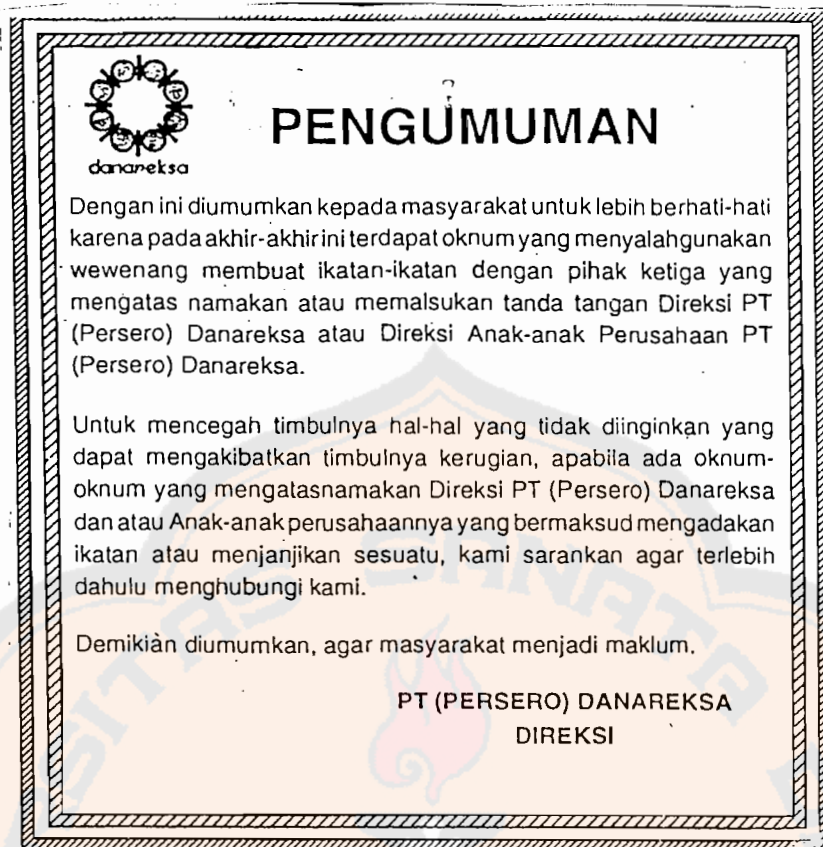 danareksa
PENGUMUMAN
Dengan ini diumumkan kepada masyarakat untuk lebih berhati-hati
karena pada akhir-akhir ini terdapat oknum yang menyalahgunakan
wewenang membuat ikatan-ikatan dengan pihak ketiga yang
mengatas namakan atau memalsukan tanda tangan Direksi PT
(Persero) Danareksa atau Direksi Anak-anak Perusahaan PT
(Persero) Danareksa.
Untuk mencegah timbulnya hal-hal yang tidak diinginkan yang
dapat mengakibatkan timbulnya kerugian, apabila ada oknum-
oknum yang mengatasnamakan Direksi PT (Persero) Danareksa
dan atau Anak-anak perusahaannya yang bermaksud mengadakan
ikatan atau menjanjikan sesuatu, kami sarankan agar terlebih
dahulu menghubungi kami.
Demikian diumumkan, agar masyarakat menjadi maklum.
PT (PERSERO) DANAREKSA
DIREKSI
SITAS SANATA